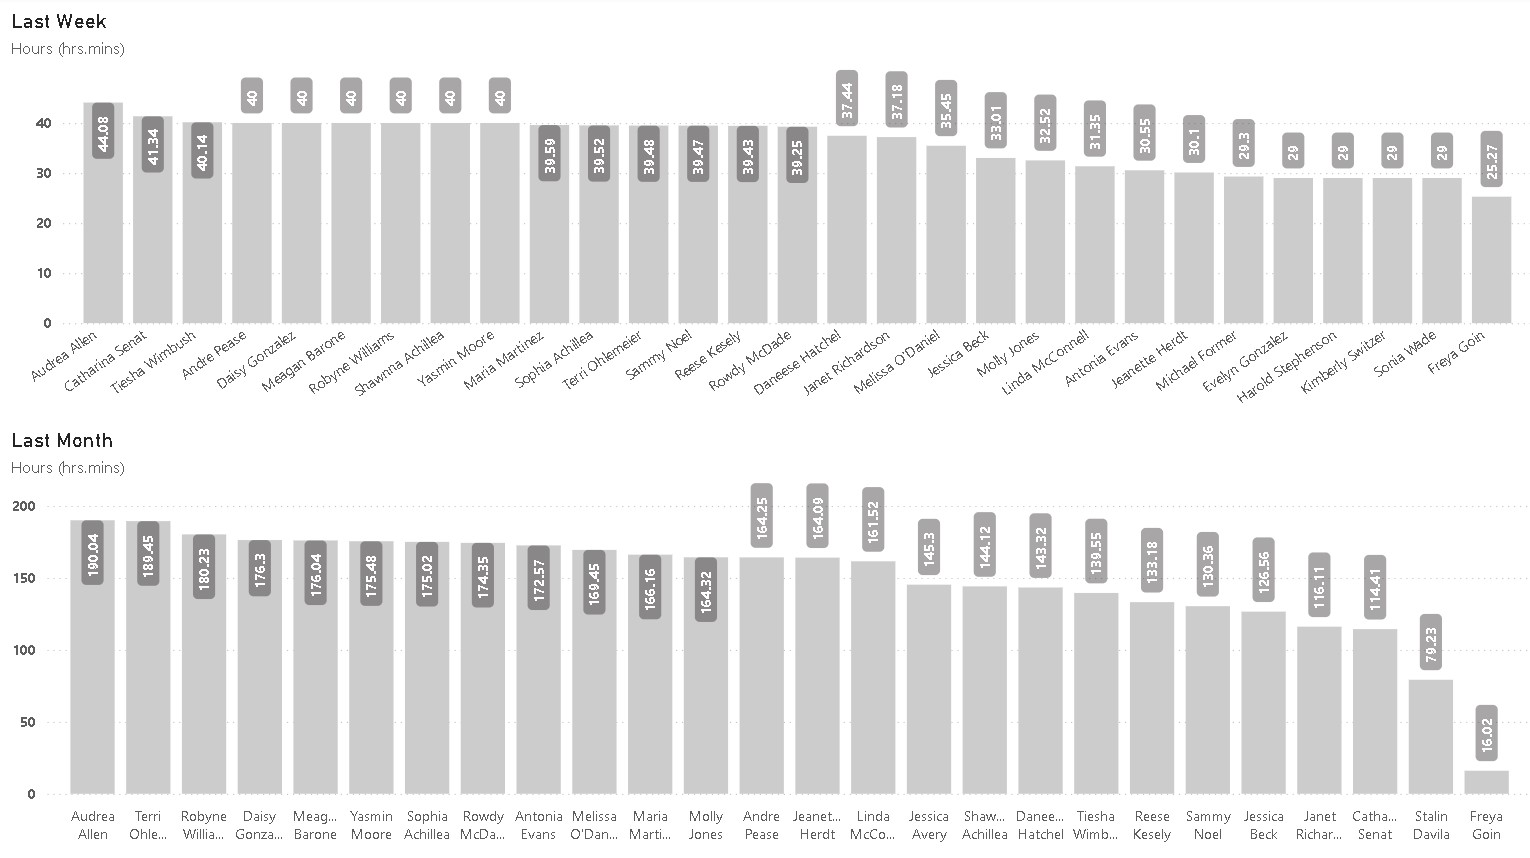 Last Week
Hours (hrs.mins)
40
30
20
10
0
44.08
41.34
40.14
40
40
40
40
40
40
39.59
39.52
39.48
39.47
39.43
39.25
37.44
37.18
35.45
33.01
32.52
31.35
30.55
30.1
29.3
29
29
29
29
25.27
Audrea Allen
Catharina Senat
Tiesha Wimbush
Andre Pease
Daisy Gonzalez
Meagan Barone
Robyne Williams
Shawnna Achillea
Yasmin Moore
Maria Martinez
Sophia Achillea
Terri Ohlemeier
Sammy Noel
Reese Kesely
Rowdy McDade
Daneese Hatchel
Janet Richardson
Melissa O'Daniel
Jessica Beck
Molly Jones
Linda McConnell
Antonia Evans
Jeanette Herdt
Michael Former
Evelyn Gonzalez
Harold Stephenson
Kimberly Switzer
Sonia Wade
Freya Goin
Last Month
Hours (hrs.mins)
200
150
100
50
0
190.04
189.45
180.23
176.3
176.04
175.48
175.02
174.35
172.57
169.45
166.16
164.32
164.25
164.09
161.52
145.3
144.12
143.32
139.55
133.18
130.36
126.56
116.11
114.41
79.23
16.02
Audrea
Allen
Terri
Ohle...
Robyne
Willia...
Daisy
Gonza...
Meag...
Barone
Yasmin
Moore
Sophia
Achillea
Rowdy
McDa...
Antonia
Evans
Melissa
O'Dan...
Maria
Marti...
Molly
Jones
Andre
Pease
Jeanet...
Herdt
Linda
McCo...
Jessica
Avery
Shaw...
Achillea
Danee...
Hatchel
Tiesha
Wimb...
Reese
Kesely
Sammy
Noel
Jessica
Beck
Janet
Richar...
Catha...
Senat
Stalin
Davila
Freya
Goin